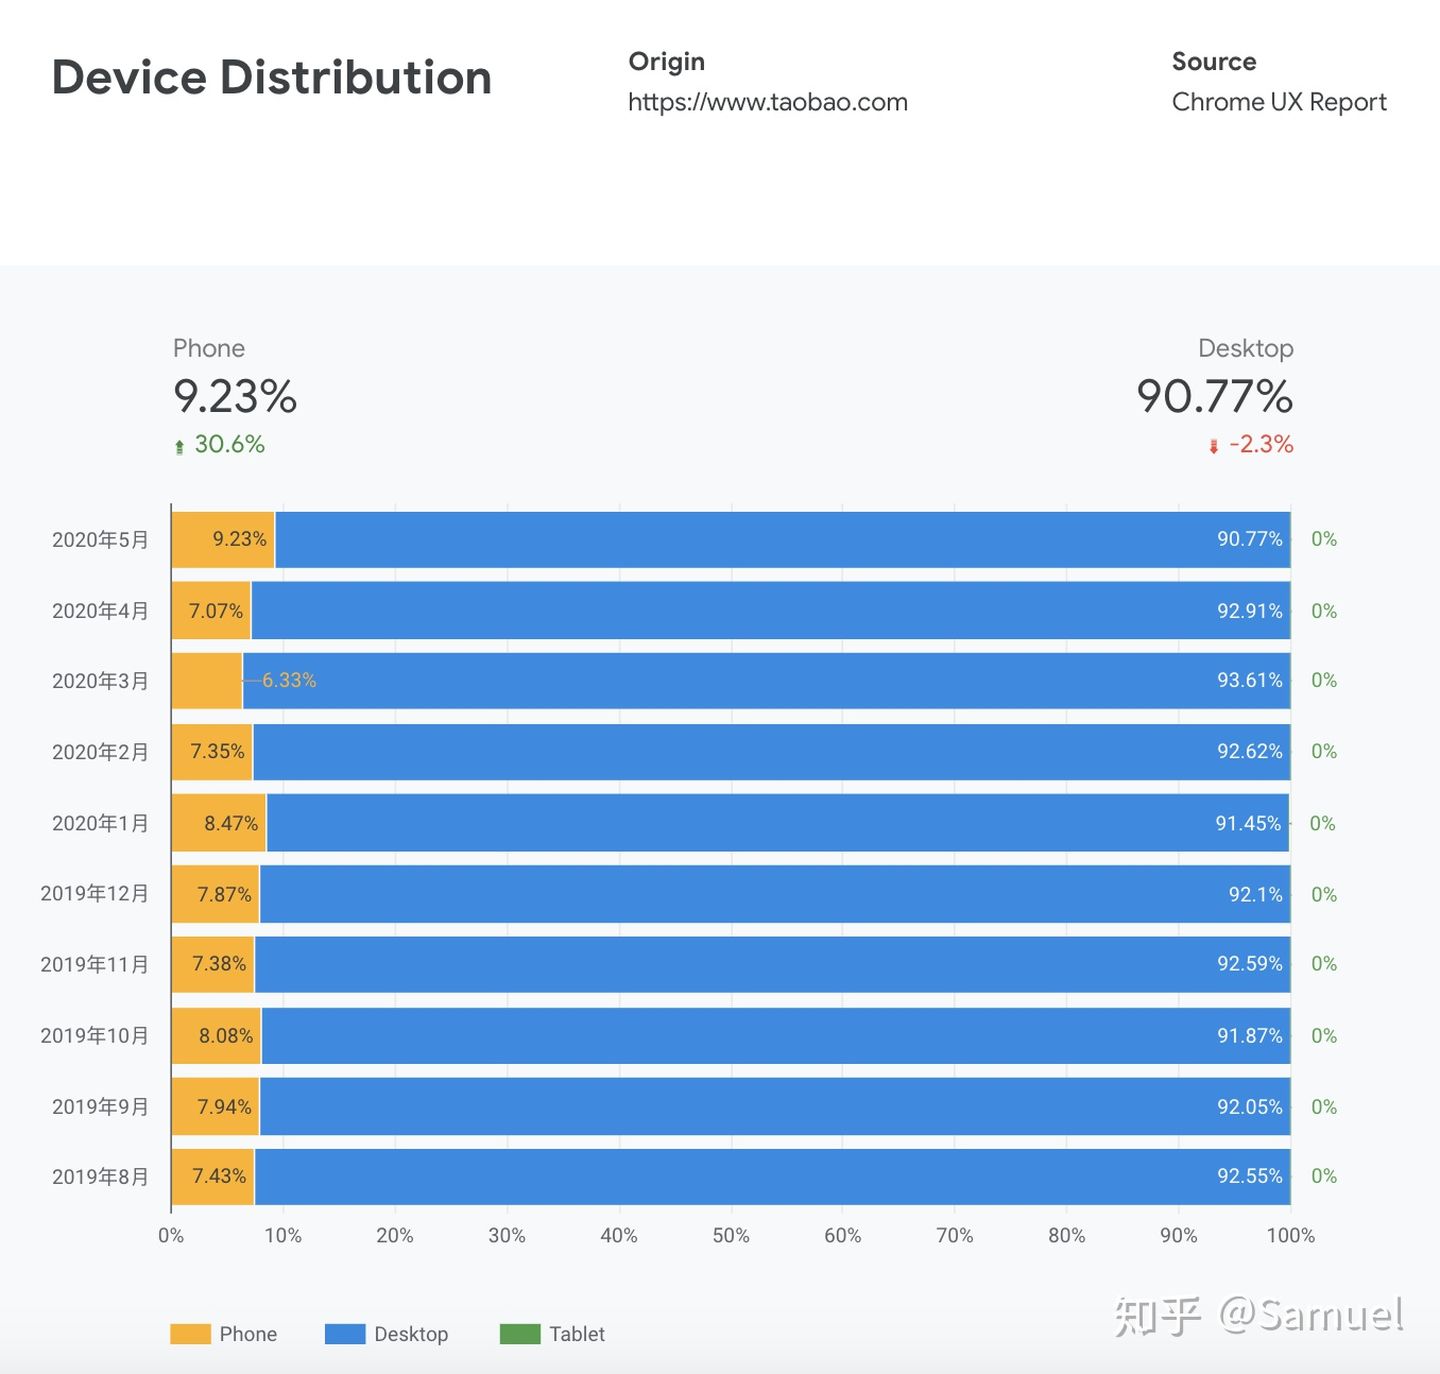 Device Distribution
Origin
https://www.taobao.com
Source
Chrome UX Report
Phone
9.23%
30.6%
Desktop
90.77%
-2.3%
2020年5月 9.23% 90.77% 0%
2020年4月 7.07% 92.91% 0%
2020年3月 6.33% 93.61% 0%
2020年2月 7.35% 92.62% 0%
2020年1月 8.47% 91.45% 0%
2019年12月 7.87% 92.1% 0%
2019年11月 7.38% 92.59% 0%
2019年10月 8.08% 91.87% 0%
2019年9月 7.94% 92.05% 0%
2019年8月 7.43% 92.55% 0%
0% 10% 20% 30% 40% 50% 60% 70% 80% 90% 100%
Phone Desktop Tablet
知乎 @Samuel